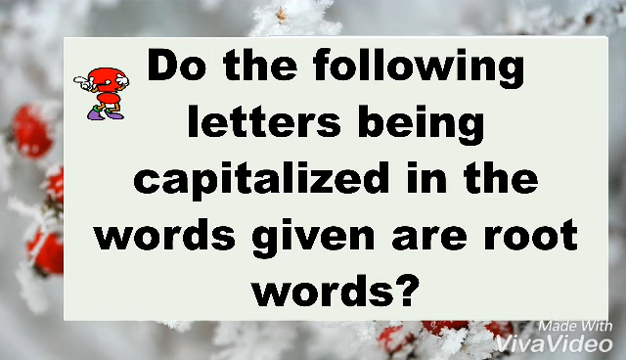 Do the following
letters being
capitalized in the
words given are root
words?
Made With
VivaVideo